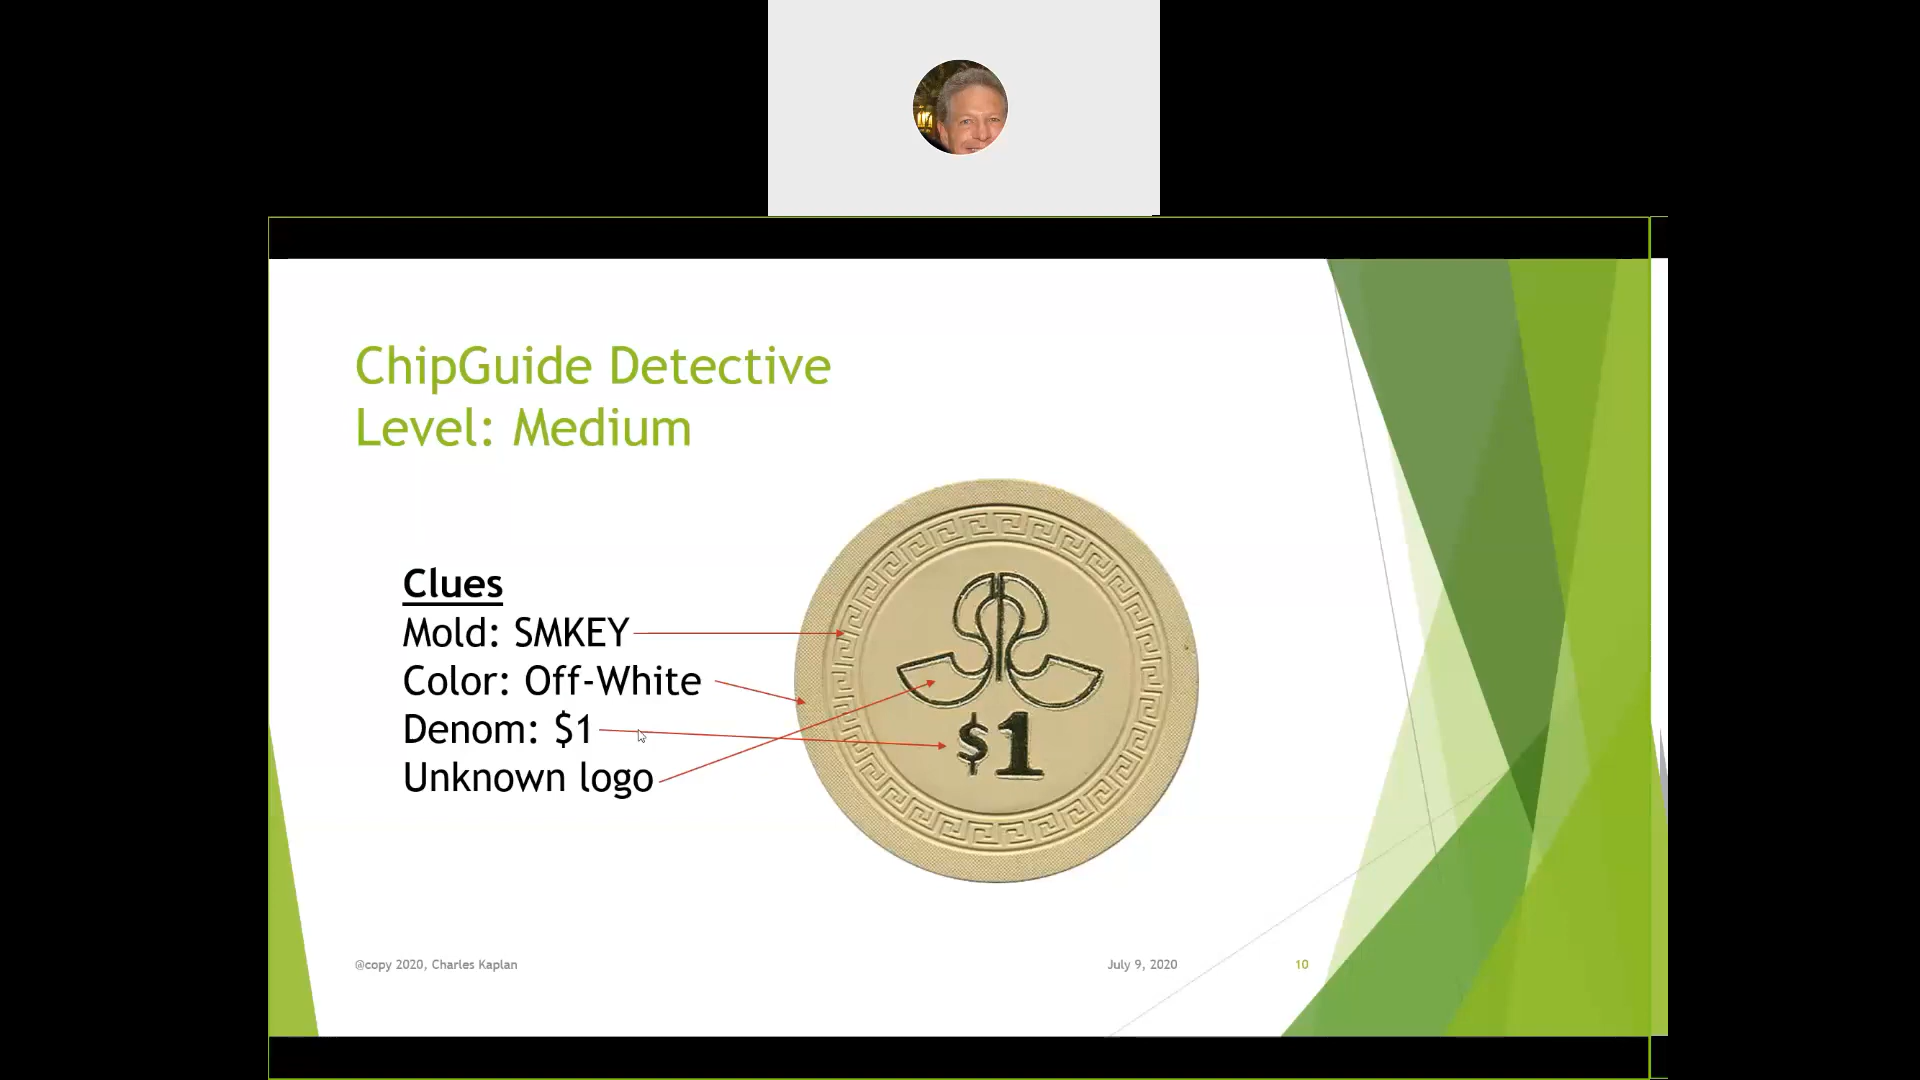 ChipGuide Detective
Level: Medium
Clues
Mold: SMKEY
Color: Off-White
Denom: $1
Unknown logo
$1
@copy 2020, Charles Kaplan
July 9, 2020
10